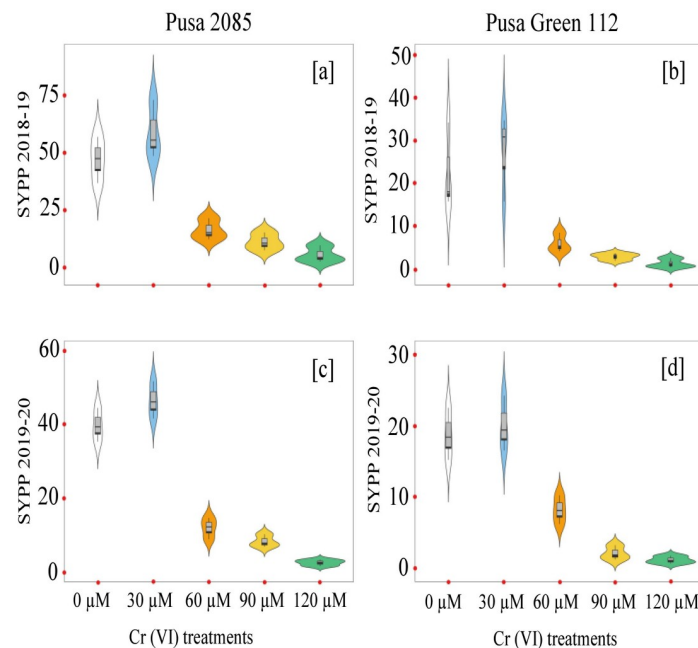 Pusa 2085
Pusa Green 112
SYPP 2018-19
75
50
25
0
[a]
50
40
30
20
10
0
[b]
SYPP 2018-19
SYPP 2019-20
60
40
20
0
[c]
0 µM 30 µM 60 µM 90 µM 120 µM
Cr (VI) treatments
SYPP 2019-20
30
20
10
0
[d]
0 µM 30 µM 60 µM 90 µM 120 µM
Cr (VI) treatments